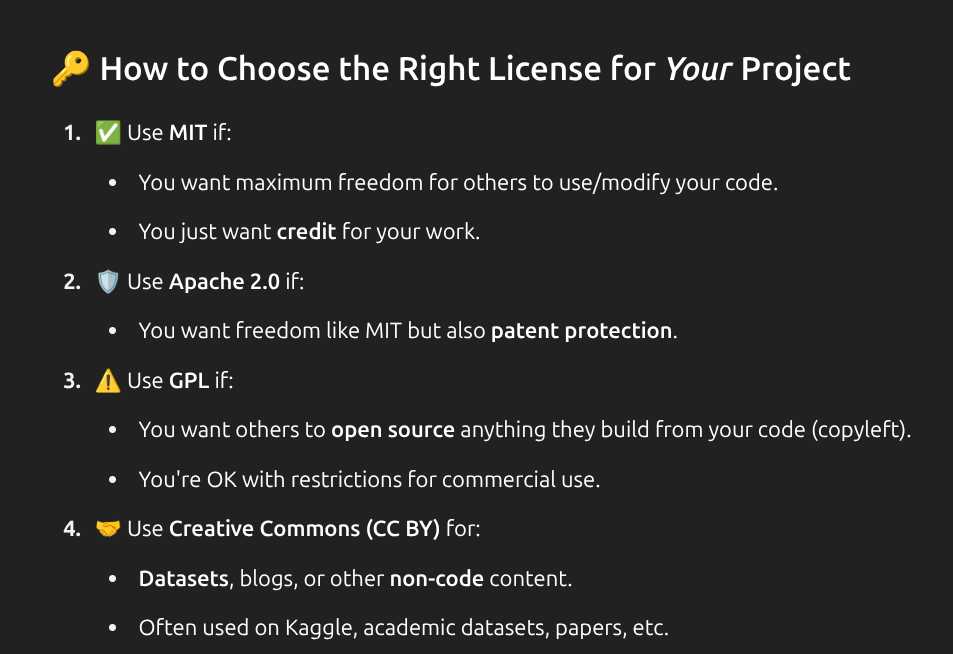 🔑 How to Choose the Right License for Your Project
1. ✅ Use MIT if:
• You want maximum freedom for others to use/modify your code.
• You just want credit for your work.
2. 🛡️ Use Apache 2.0 if:
• You want freedom like MIT but also patent protection.
3. ⚠️ Use GPL if:
• You want others to open source anything they build from your code (copyleft).
• You're OK with restrictions for commercial use.
4. 🤝 Use Creative Commons (CC BY) for:
• Datasets, blogs, or other non-code content.
• Often used on Kaggle, academic datasets, papers, etc.